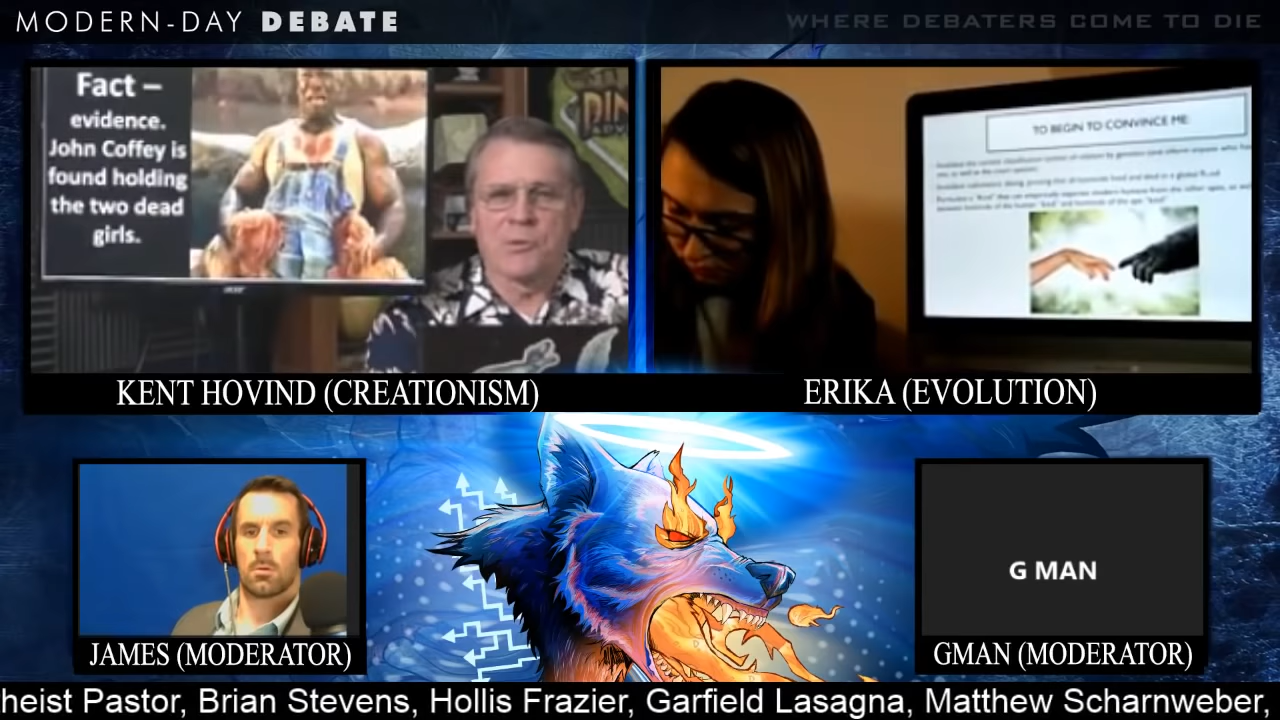 MODERN-DAY DEBATE
WHERE DEBATERS COME TO DIE
Fact –
evidence.
John Coffey is
found holding
the two dead
girls.
acer
DIN
TO BEGIN TO CONVINCE ME:
KENT HOVIND (CREATIONISM)
ERIKA (EVOLUTION)
G MAN
JAMES (MODERATOR)
GMAN (MODERATOR)
heist Pastor, Brian Stevens, Hollis Frazier, Garfield Lasagna, Matthew Scharnweber,